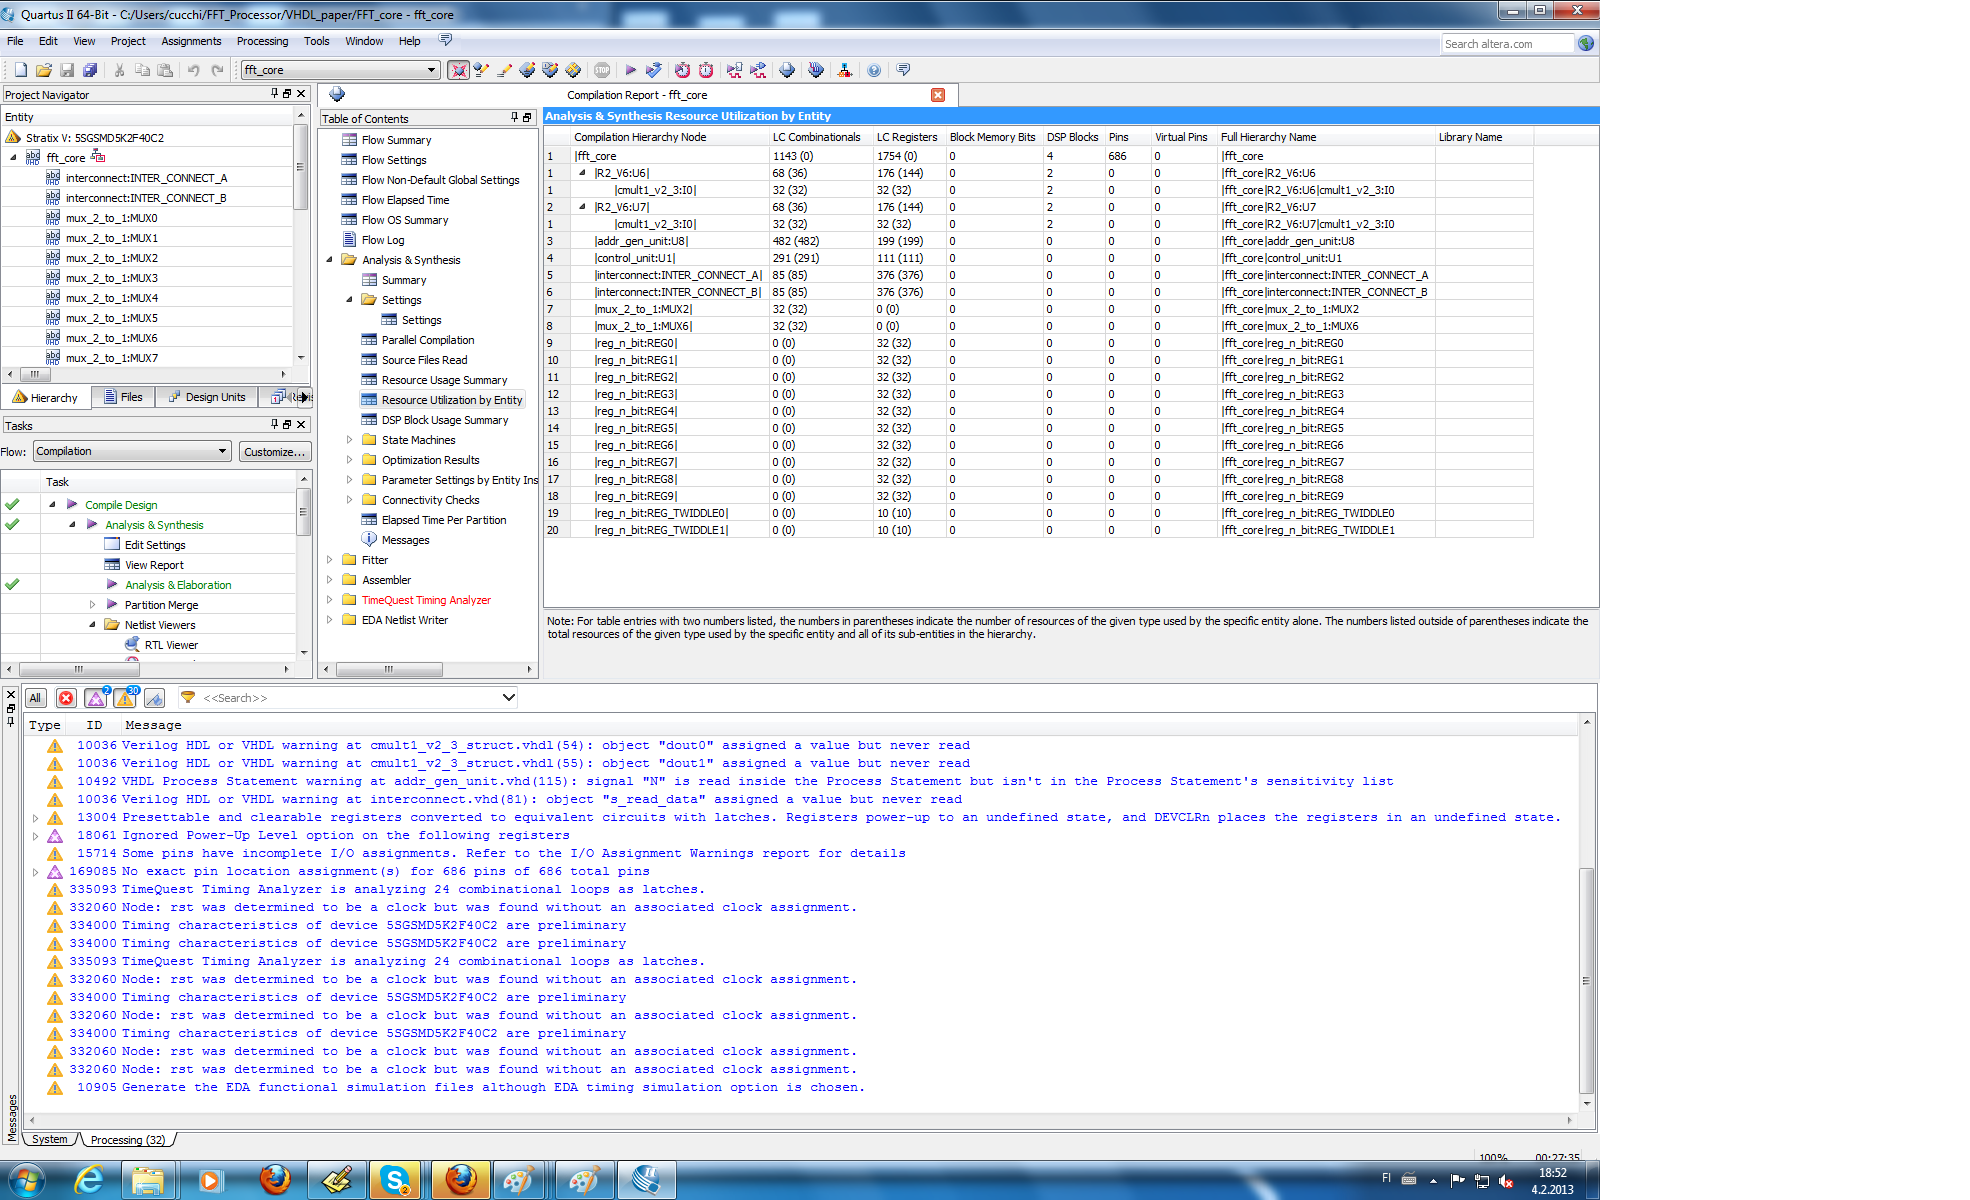 Quartus II 64-Bit - C:/Users/cucchi/FFT_Processor/VHDL_paper/FFT_core - fft_core
File Edit View Project Assignments Processing Tools Window Help
Search altera.com
fft_core
STOP
Project Navigator
Entity
Stratix V: 5SGSMD5K2F40C2
fft_core
interconnect:INTER_CONNECT_A
interconnect:INTER_CONNECT_B
mux_2_to_1:MUX0
mux_2_to_1:MUX1
mux_2_to_1:MUX2
mux_2_to_1:MUX3
mux_2_to_1:MUX4
mux_2_to_1:MUX5
mux_2_to_1:MUX6
mux_2_to_1:MUX7
Hierarchy Files Design Units
Tasks
Flow: Compilation Customize...
Task
Compile Design
Analysis & Synthesis
Edit Settings
View Report
Analysis & Elaboration
Partition Merge
Netlist Viewers
RTL Viewer
Compilation Report - fft_core
Table of Contents
Flow Summary
Flow Settings
Flow Non-Default Global Settings
Flow Elapsed Time
Flow OS Summary
Flow Log
Analysis & Synthesis
Summary
Settings
Settings
Parallel Compilation
Source Files Read
Resource Usage Summary
Resource Utilization by Entity
DSP Block Usage Summary
State Machines
Optimization Results
Parameter Settings by Entity Ins
Connectivity Checks
Elapsed Time Per Partition
Messages
Fitter
Assembler
TimeQuest Timing Analyzer
EDA Netlist Writer
Analysis & Synthesis Resource Utilization by Entity
Compilation Hierarchy Node LC Combinationals LC Registers Block Memory Bits DSP Blocks Pins Virtual Pins Full Hierarchy Name Library Name
1 |fft_core 1143 (0) 1754 (0) 0 4 686 0 |fft_core
1 |R2_V6:U6| 68 (36) 176 (144) 0 2 0 0 |fft_core|R2_V6:U6
1 |cmult1_v2_3:I0| 32 (32) 32 (32) 0 2 0 0 |fft_core|R2_V6:U6|cmult1_v2_3:I0
2 |R2_V6:U7| 68 (36) 176 (144) 0 2 0 0 |fft_core|R2_V6:U7
1 |cmult1_v2_3:I0| 32 (32) 32 (32) 0 2 0 0 |fft_core|R2_V6:U7|cmult1_v2_3:I0
3 |addr_gen_unit:U8| 482 (482) 199 (199) 0 0 0 0 |fft_core|addr_gen_unit:U8
4 |control_unit:U1| 291 (291) 111 (111) 0 0 0 0 |fft_core|control_unit:U1
5 |interconnect:INTER_CONNECT_A| 85 (85) 376 (376) 0 0 0 0 |fft_core|interconnect:INTER_CONNECT_A
6 |interconnect:INTER_CONNECT_B| 85 (85) 376 (376) 0 0 0 0 |fft_core|interconnect:INTER_CONNECT_B
7 |mux_2_to_1:MUX2| 32 (32) 0 (0) 0 0 0 0 |fft_core|mux_2_to_1:MUX2
8 |mux_2_to_1:MUX6| 32 (32) 0 (0) 0 0 0 0 |fft_core|mux_2_to_1:MUX6
9 |reg_n_bit:REG0| 0 (0) 32 (32) 0 0 0 0 |fft_core|reg_n_bit:REG0
10 |reg_n_bit:REG1| 0 (0) 32 (32) 0 0 0 0 |fft_core|reg_n_bit:REG1
11 |reg_n_bit:REG2| 0 (0) 32 (32) 0 0 0 0 |fft_core|reg_n_bit:REG2
12 |reg_n_bit:REG3| 0 (0) 32 (32) 0 0 0 0 |fft_core|reg_n_bit:REG3
13 |reg_n_bit:REG4| 0 (0) 32 (32) 0 0 0 0 |fft_core|reg_n_bit:REG4
14 |reg_n_bit:REG5| 0 (0) 32 (32) 0 0 0 0 |fft_core|reg_n_bit:REG5
15 |reg_n_bit:REG6| 0 (0) 32 (32) 0 0 0 0 |fft_core|reg_n_bit:REG6
16 |reg_n_bit:REG7| 0 (0) 32 (32) 0 0 0 0 |fft_core|reg_n_bit:REG7
17 |reg_n_bit:REG8| 0 (0) 32 (32) 0 0 0 0 |fft_core|reg_n_bit:REG8
18 |reg_n_bit:REG9| 0 (0) 32 (32) 0 0 0 0 |fft_core|reg_n_bit:REG9
19 |reg_n_bit:REG_TWIDDLE0| 0 (0) 10 (10) 0 0 0 0 |fft_core|reg_n_bit:REG_TWIDDLE0
20 |reg_n_bit:REG_TWIDDLE1| 0 (0) 10 (10) 0 0 0 0 |fft_core|reg_n_bit:REG_TWIDDLE1
Note: For table entries with two numbers listed, the numbers in parentheses indicate the number of resources of the given type used by the specific entity alone. The numbers listed outside of parentheses indicate the
total resources of the given type used by the specific entity and all of its sub-entities in the hierarchy.
All 2 30 <<Search>>
Type ID Message
10036 Verilog HDL or VHDL warning at cmult1_v2_3_struct.vhdl(54): object "dout0" assigned a value but never read
10036 Verilog HDL or VHDL warning at cmult1_v2_3_struct.vhdl(55): object "dout1" assigned a value but never read
10492 VHDL Process Statement warning at addr_gen_unit.vhd(115): signal "N" is read inside the Process Statement but isn't in the Process Statement's sensitivity list
10036 Verilog HDL or VHDL warning at interconnect.vhd(81): object "s_read_data" assigned a value but never read
13004 Presettable and clearable registers converted to equivalent circuits with latches. Registers power-up to an undefined state, and DEVCLRn places the registers in an undefined state.
18061 Ignored Power-Up Level option on the following registers
15714 Some pins have incomplete I/O assignments. Refer to the I/O Assignment Warnings report for details
169085 No exact pin location assignment(s) for 686 pins of 686 total pins
335093 TimeQuest Timing Analyzer is analyzing 24 combinational loops as latches.
332060 Node: rst was determined to be a clock but was found without an associated clock assignment.
334000 Timing characteristics of device 5SGSMD5K2F40C2 are preliminary
334000 Timing characteristics of device 5SGSMD5K2F40C2 are preliminary
335093 TimeQuest Timing Analyzer is analyzing 24 combinational loops as latches.
332060 Node: rst was determined to be a clock but was found without an associated clock assignment.
334000 Timing characteristics of device 5SGSMD5K2F40C2 are preliminary
332060 Node: rst was determined to be a clock but was found without an associated clock assignment.
334000 Timing characteristics of device 5SGSMD5K2F40C2 are preliminary
332060 Node: rst was determined to be a clock but was found without an associated clock assignment.
332060 Node: rst was determined to be a clock but was found without an associated clock assignment.
10905 Generate the EDA functional simulation files although EDA timing simulation option is chosen.
Messages
System Processing (32)
100% 00:27:35
FI 18:52
4.2.2013